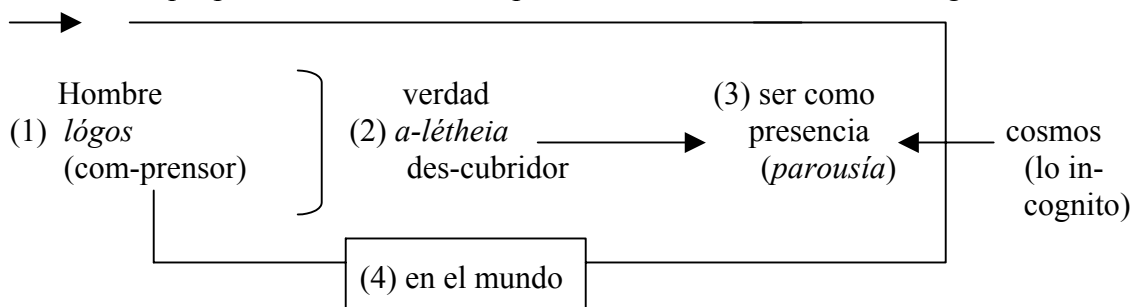 Hombre
(1) lógos
(com-prensor)
verdad
(2) a-létheia
des-cubridor
(3) ser como
presencia
(parousía)
cosmos
(lo in-
cognito)
(4) en el mundo